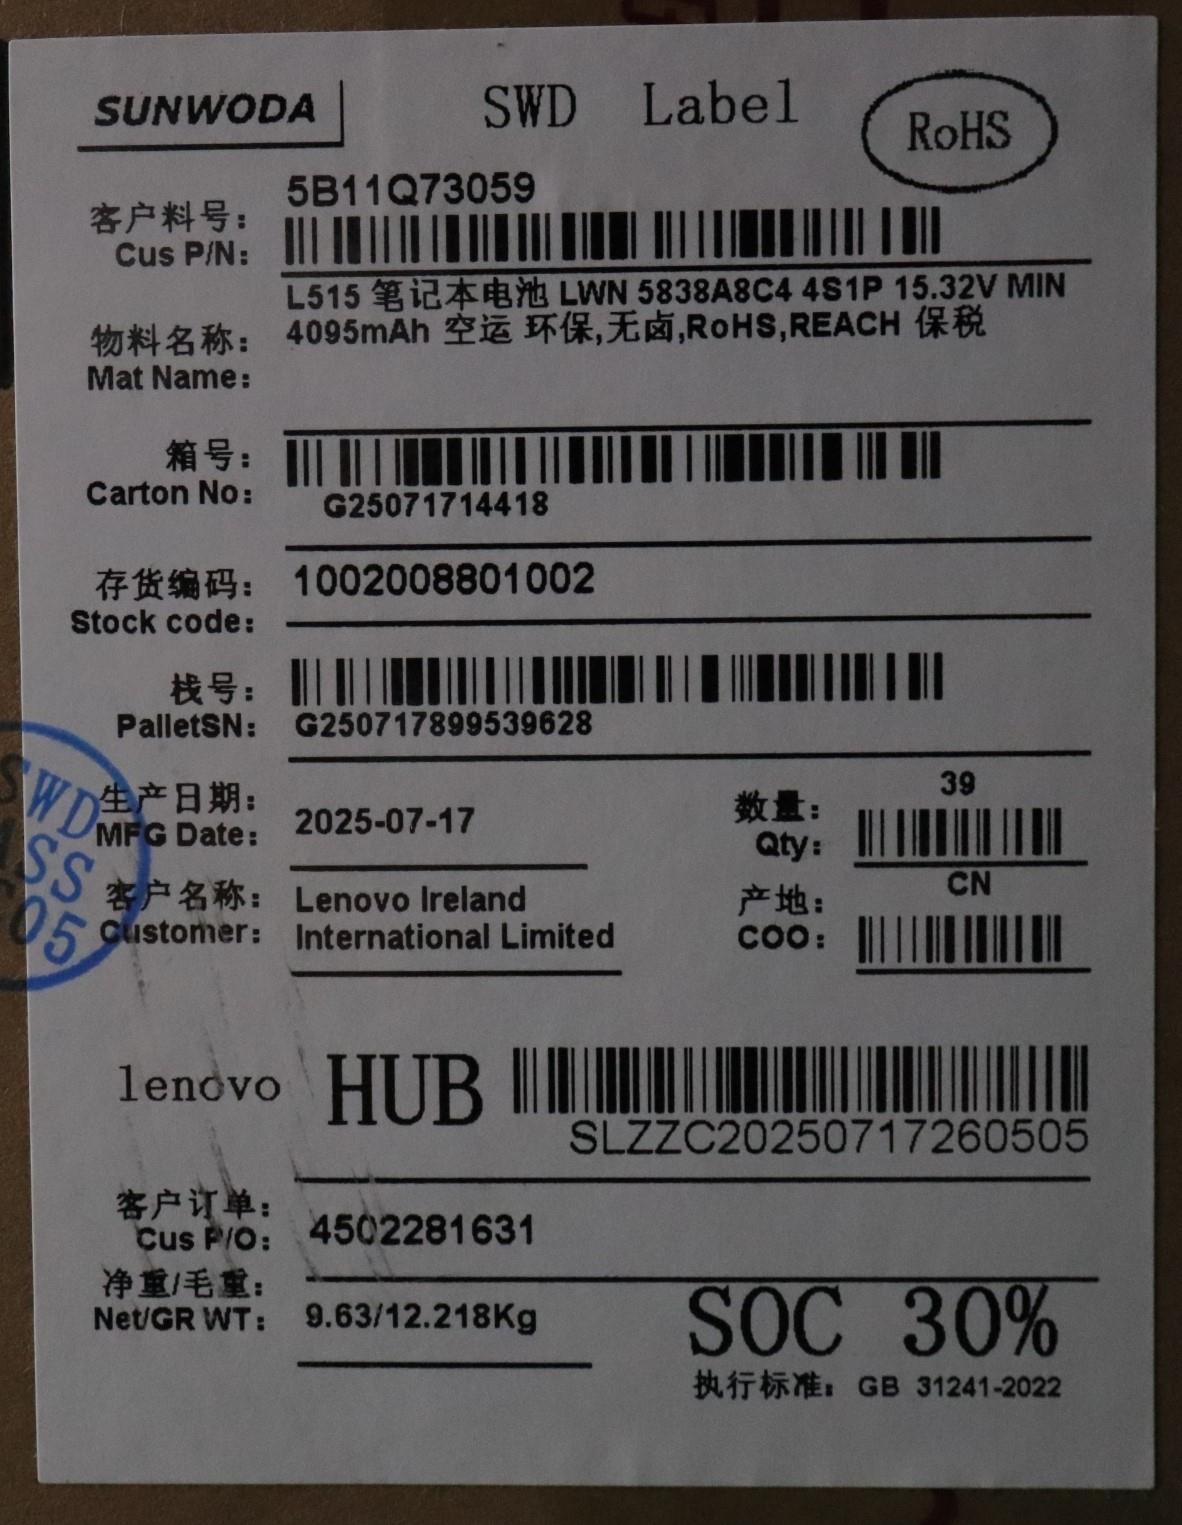 SUNWODA
SWD Label
RoHS
客户料号:
Cus P/N:
5B11Q73059
物料名称:
Mat Name:
L515 笔记本电池 LWN 5838A8C4 4S1P 15.32V MIN
4095mAh 空运 环保,无卤,RoHS,REACH 保税
箱号:
Carton No:
G25071714418
存货编码:
Stock code:
1002008801002
栈号:
PalletSN:
G250717899539628
生产日期:
MFG Date:
2025-07-17
数量:
Qty:
39
客户名称:
Customer:
Lenovo Ireland
International Limited
产地:
COO:
CN
SWD
SS
05
lenovo HUB
SLZZC20250717260505
客户订单:
Cus P/O:
4502281631
净重/毛重:
Net/GR WT:
9.63/12.218Kg
SOC 30%
执行标准: GB 31241-2022